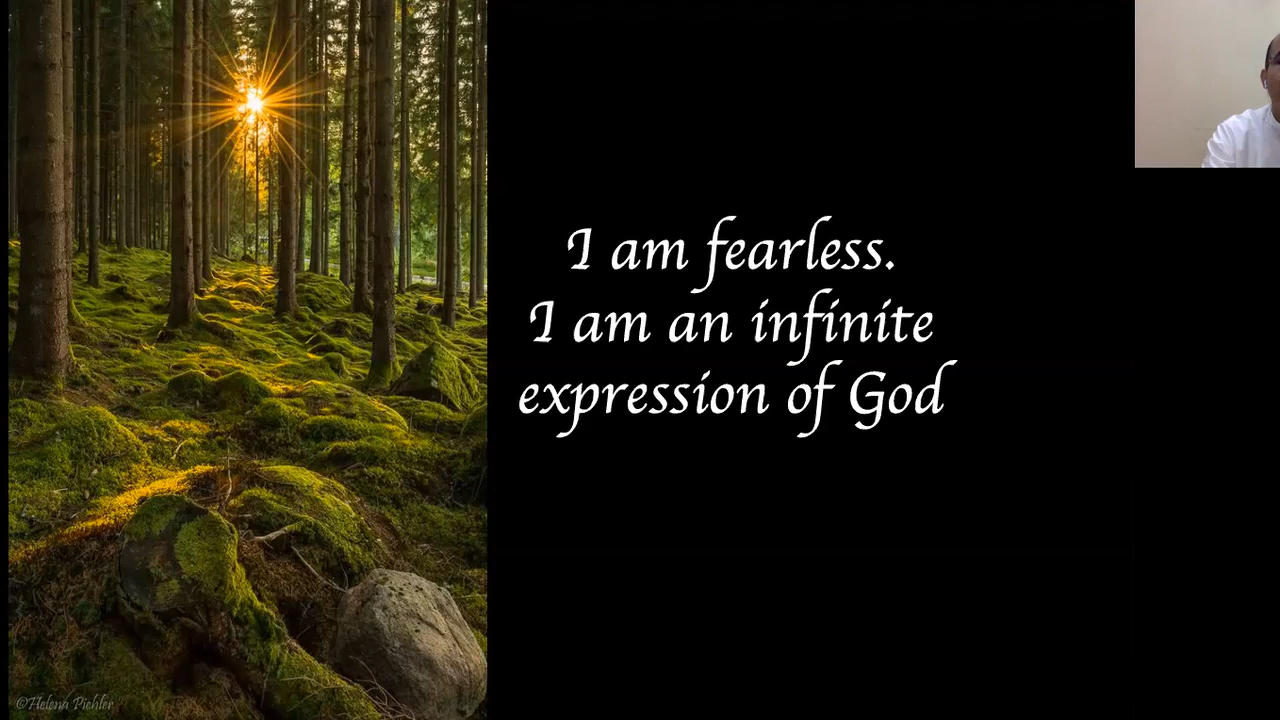 I am fearless.
I am an infinite
expression of God
©Helena Pichler